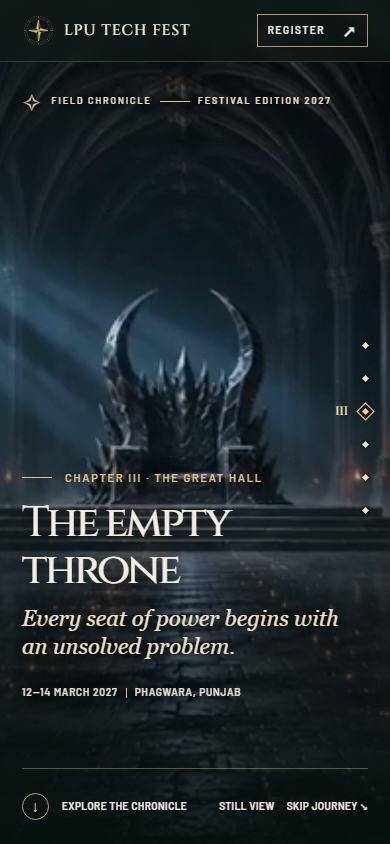 LPU TECH FEST
REGISTER ↗
FIELD CHRONICLE — FESTIVAL EDITION 2027
III
CHAPTER III · THE GREAT HALL
THE EMPTY
THRONE
Every seat of power begins with
an unsolved problem.
12–14 MARCH 2027 | PHAGWARA, PUNJAB
↓ EXPLORE THE CHRONICLE STILL VIEW SKIP JOURNEY ↘